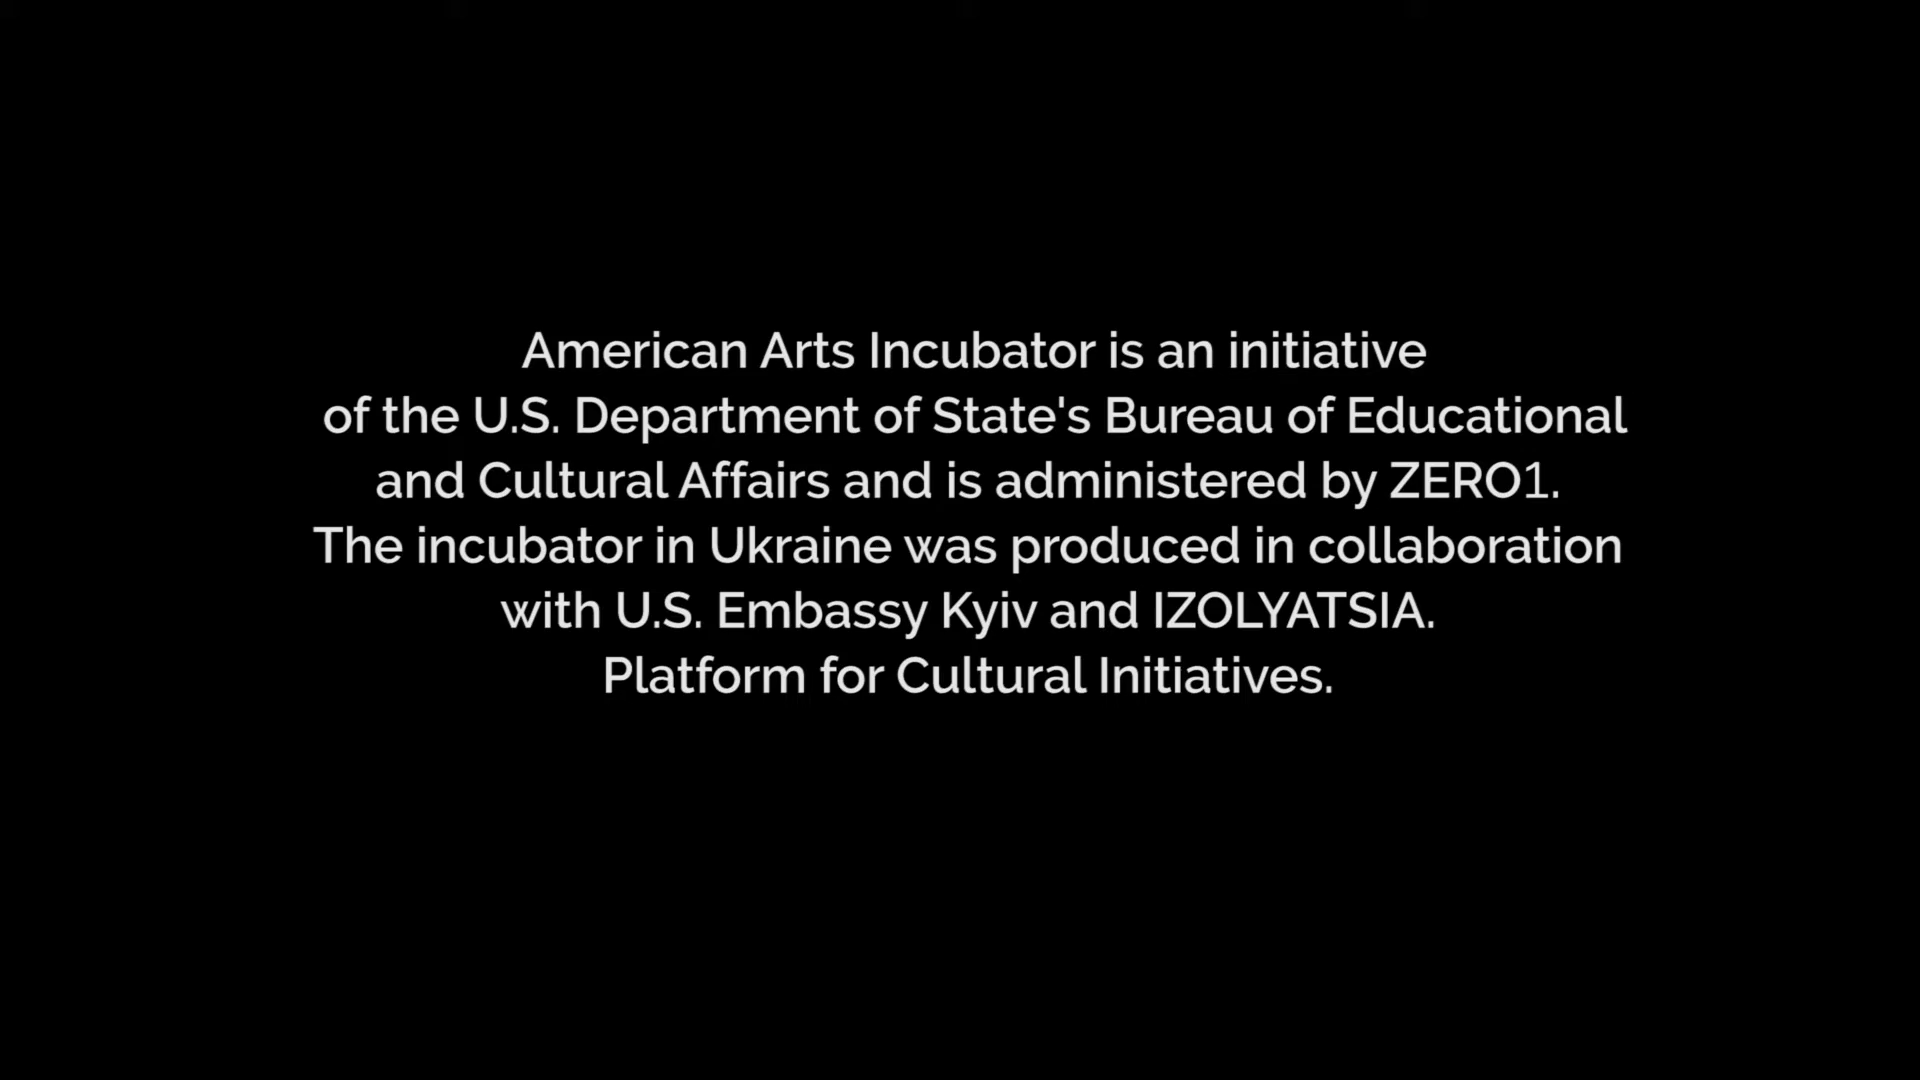 American Arts Incubator is an initiative
of the U.S. Department of State's Bureau of Educational
and Cultural Affairs and is administered by ZERO1.
The incubator in Ukraine was produced in collaboration
with U.S. Embassy Kyiv and IZOLYATSIA.
Platform for Cultural Initiatives.